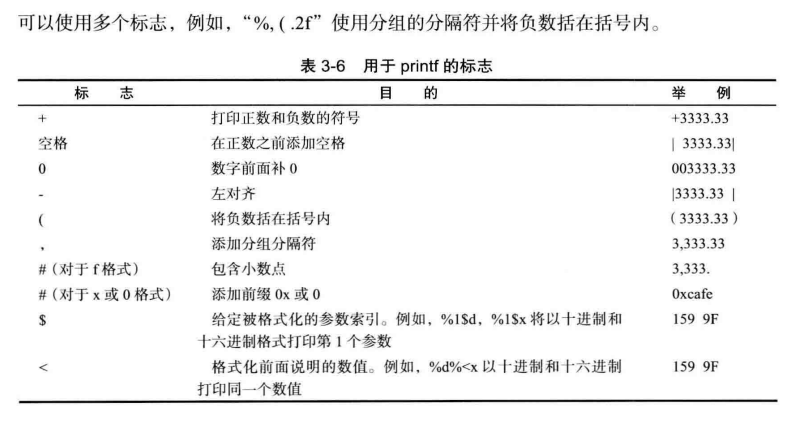 可以使用多个标志，例如，“%, ( .2f” 使用分组的分隔符并将负数括在括号内。
表 3-6 用于 printf 的标志
标 志 目 的 举 例
+ 打印正数和负数的符号 +3333.33
空格 在正数之前添加空格 | 3333.33|
0 数字前面补 0 003333.33
- 左对齐 |3333.33 |
( 将负数括在括号内 （3333.33）
, 添加分组分隔符 3,333.33
#（对于 f 格式） 包含小数点 3,333.
#（对于 x 或 0 格式） 添加前缀 0x 或 0 0xcafe
$ 给定被格式化的参数索引。例如，%1$d，%1$x 将以十进制和 159 9F
十六进制格式打印第 1 个参数
< 格式化前面说明的数值。例如，%d%<x 以十进制和十六进制 159 9F
打印同一个数值